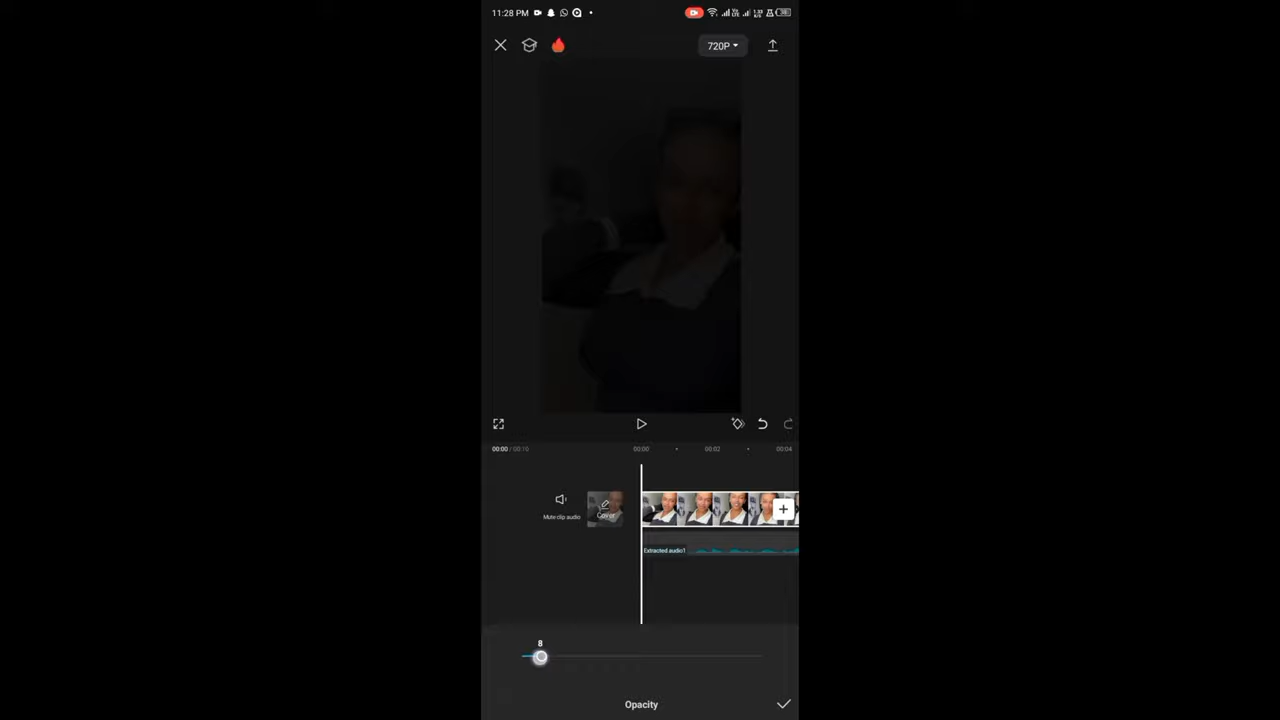 11:28 PM
720P
00:00 / 00:10
00:00
00:02
00:04
Mute clip audio
Cover
Extracted audio1
8
Opacity